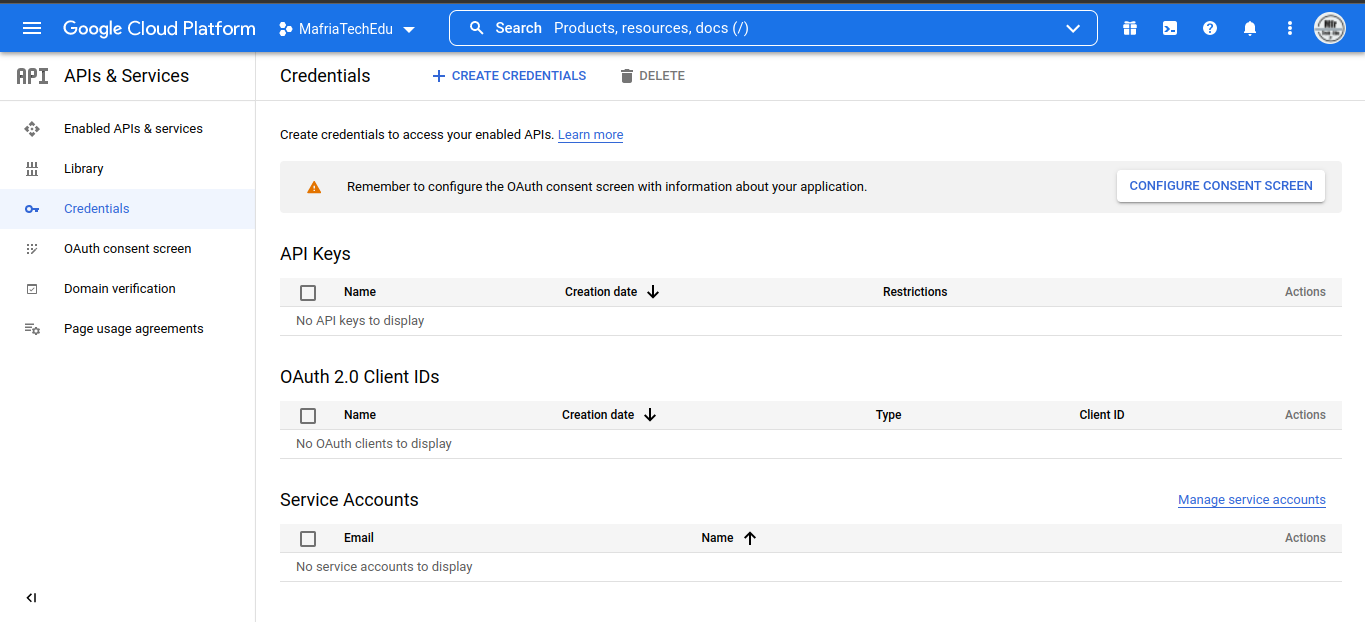 Google Cloud Platform MafriaTechEdu Search Products, resources, docs (/)
API APIs & Services
Credentials CREATE CREDENTIALS DELETE
Enabled APIs & services
Library
Credentials
OAuth consent screen
Domain verification
Page usage agreements
Create credentials to access your enabled APIs. Learn more
Remember to configure the OAuth consent screen with information about your application. CONFIGURE CONSENT SCREEN
API Keys
Name Creation date Restrictions Actions
No API keys to display
OAuth 2.0 Client IDs
Name Creation date Type Client ID Actions
No OAuth clients to display
Service Accounts Manage service accounts
Email Name Actions
No service accounts to display